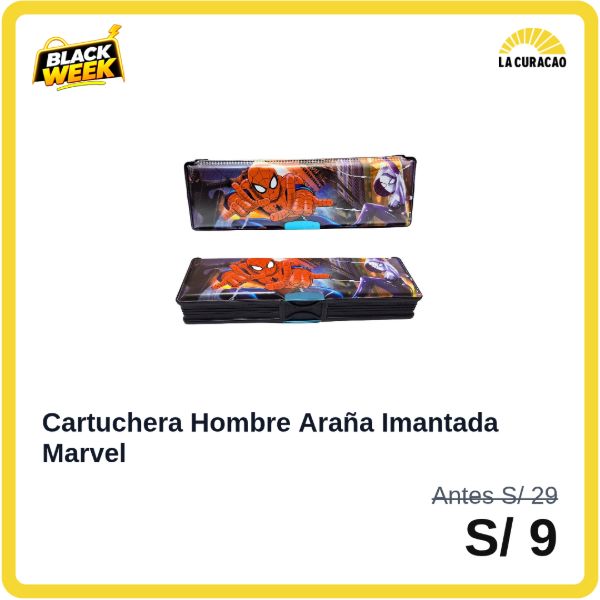 BLACK
WEEK
LA CURACAO
Cartuchera Hombre Araña Imantada
Marvel
Antes S/ 29
S/ 9